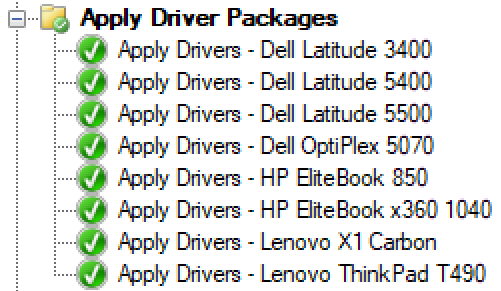 Apply Driver Packages
Apply Drivers - Dell Latitude 3400
Apply Drivers - Dell Latitude 5400
Apply Drivers - Dell Latitude 5500
Apply Drivers - Dell OptiPlex 5070
Apply Drivers - HP EliteBook 850
Apply Drivers - HP EliteBook x360 1040
Apply Drivers - Lenovo X1 Carbon
Apply Drivers - Lenovo ThinkPad T490